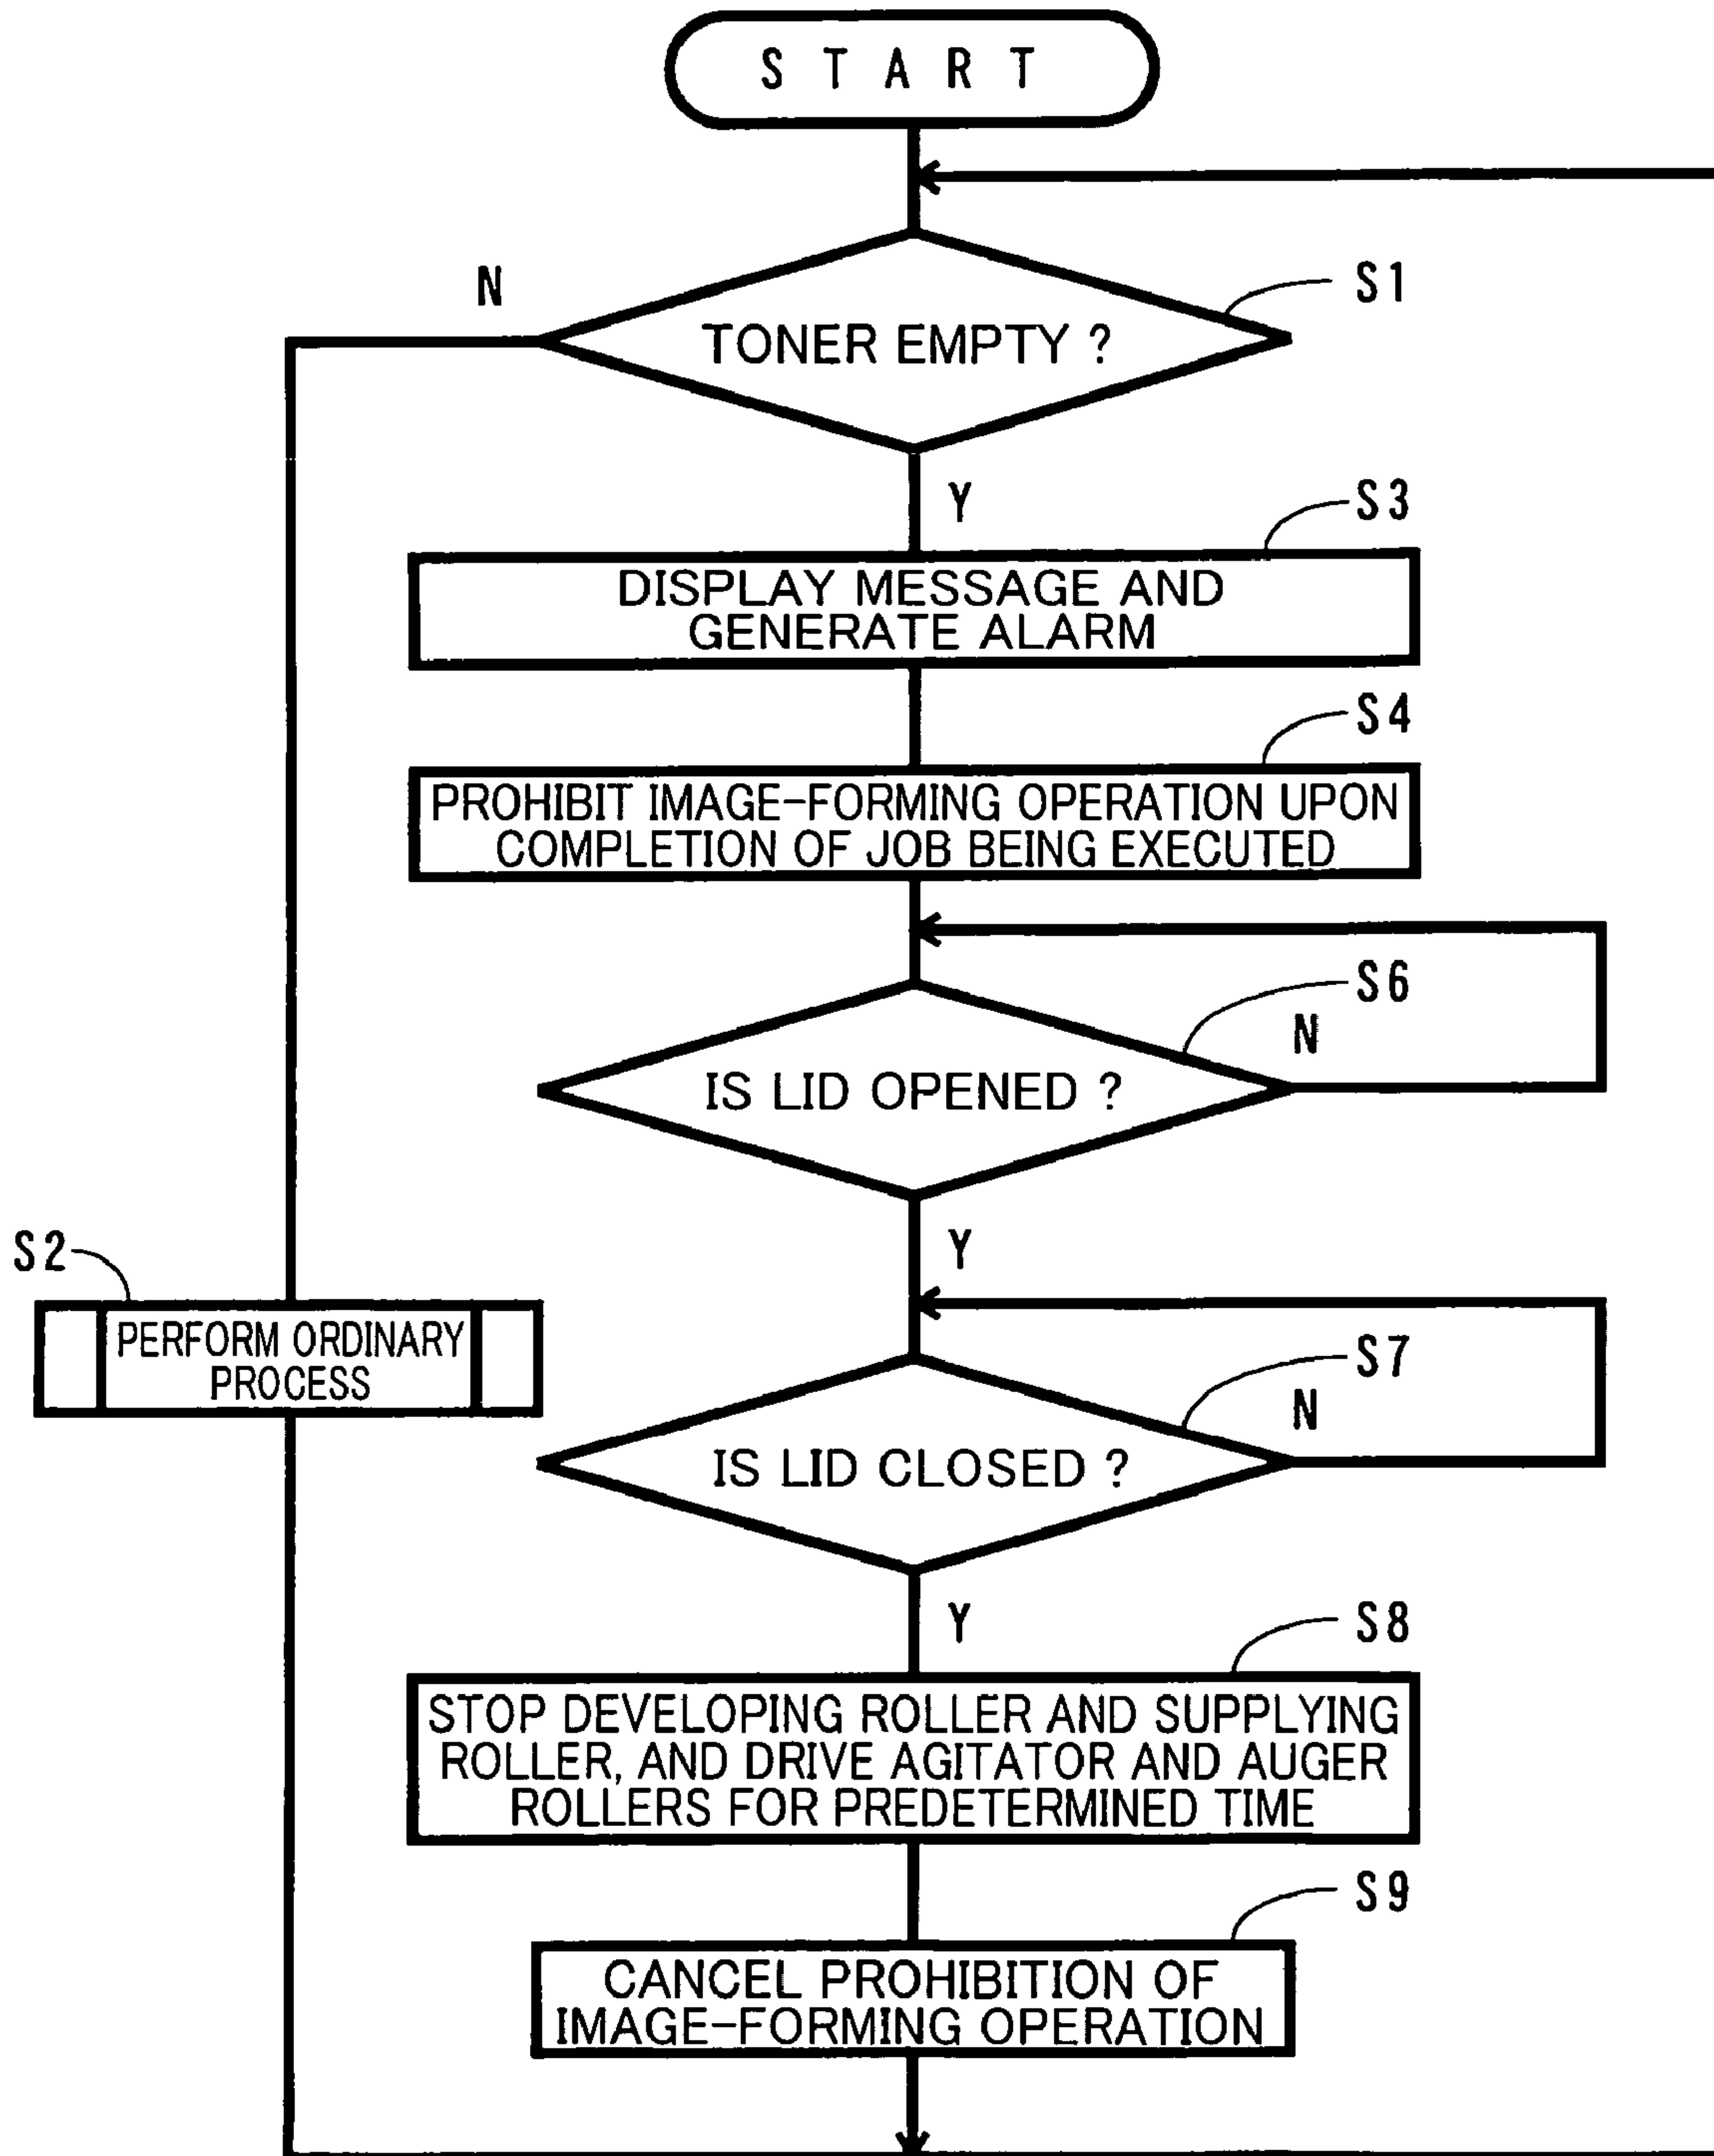 START
N
S1
TONER EMPTY ?
Y
S3
DISPLAY MESSAGE AND
GENERATE ALARM
S4
PROHIBIT IMAGE-FORMING OPERATION UPON
COMPLETION OF JOB BEING EXECUTED
S6
N
IS LID OPENED ?
Y
S2
PERFORM ORDINARY
PROCESS
S7
N
IS LID CLOSED ?
Y
S8
STOP DEVELOPING ROLLER AND SUPPLYING
ROLLER, AND DRIVE AGITATOR AND AUGER
ROLLERS FOR PREDETERMINED TIME
S9
CANCEL PROHIBITION OF
IMAGE-FORMING OPERATION